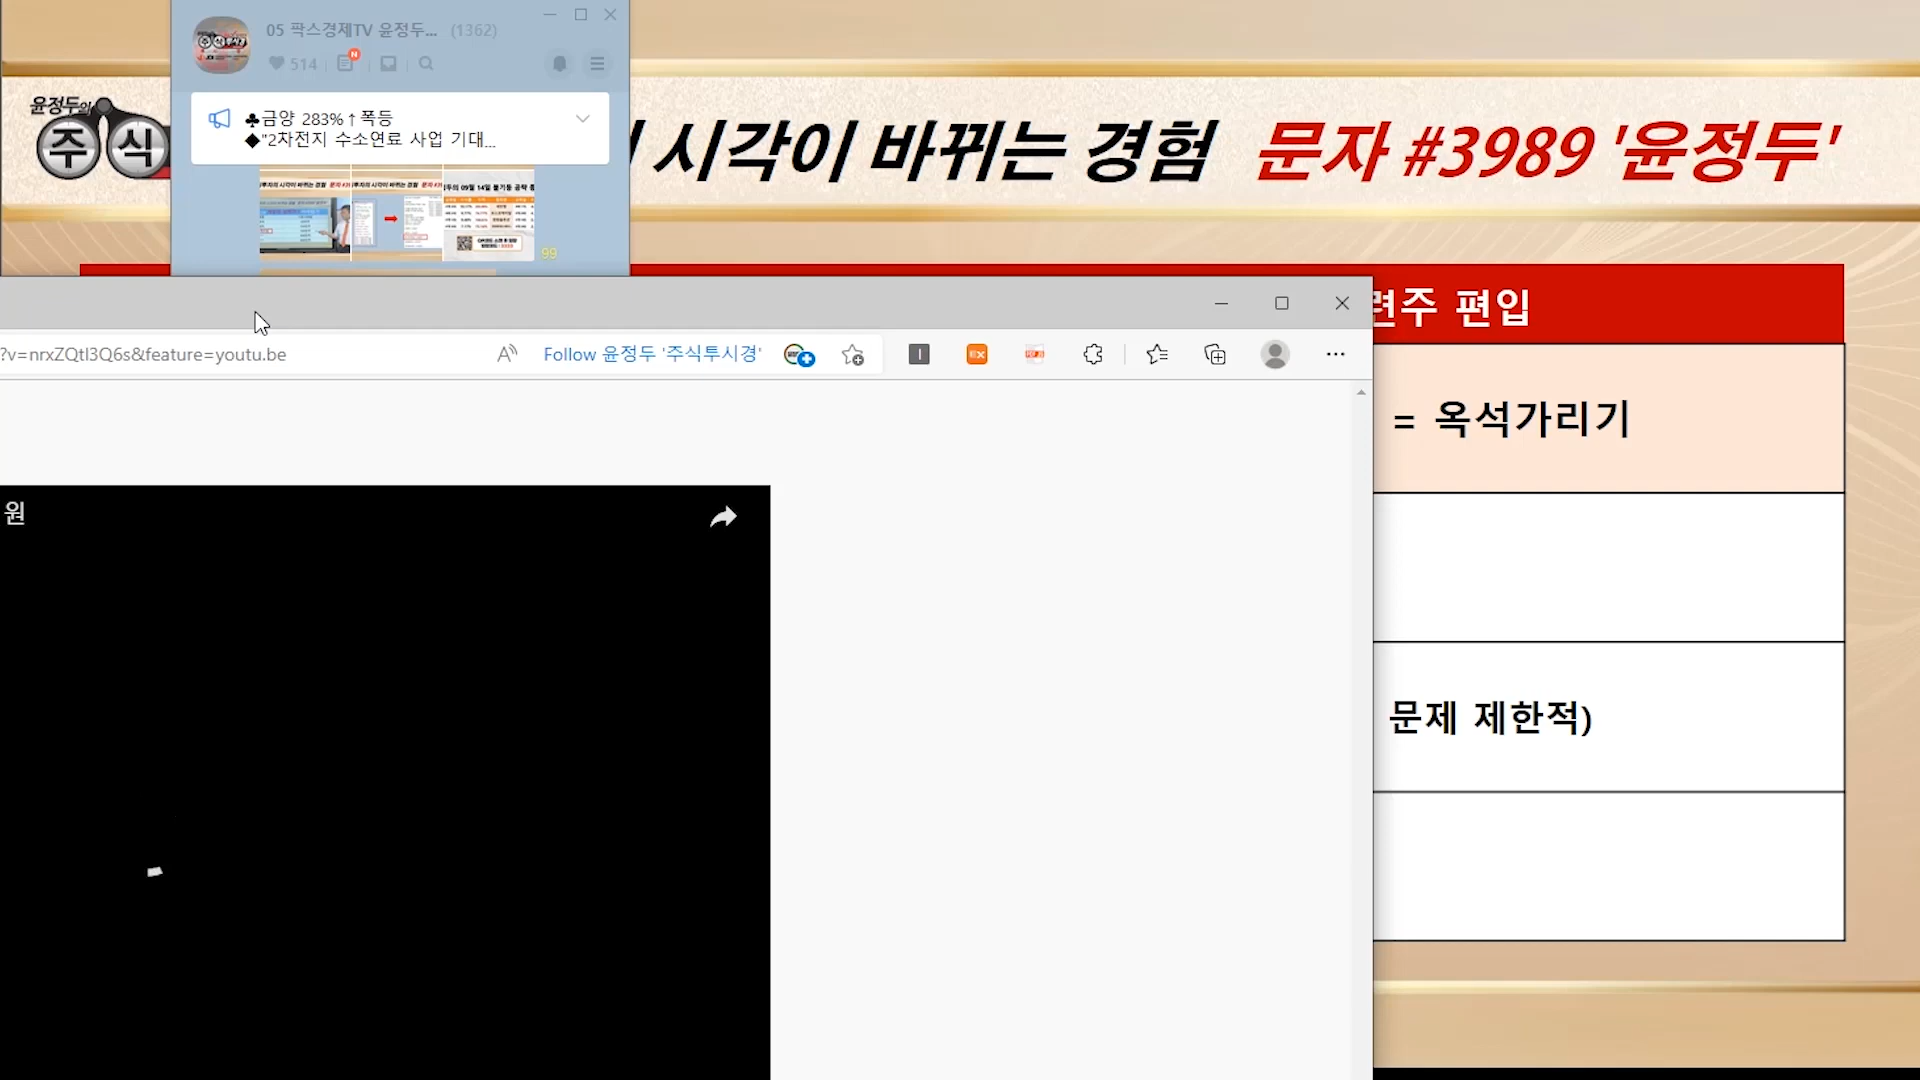 05 팍스경제TV 윤정두... (1362)
514
N
♣금양 283%↑폭등
◆"2차전지 수소연료 사업 기대...
99
윤정두의
주식
시각이 바뀌는 경험 문자 #3989 '윤정두'
련주 편입
?v=nrxZQtI3Q6s&feature=youtu.be
Follow 윤정두 '주식투시경'
= 옥석가리기
원
문제 제한적)